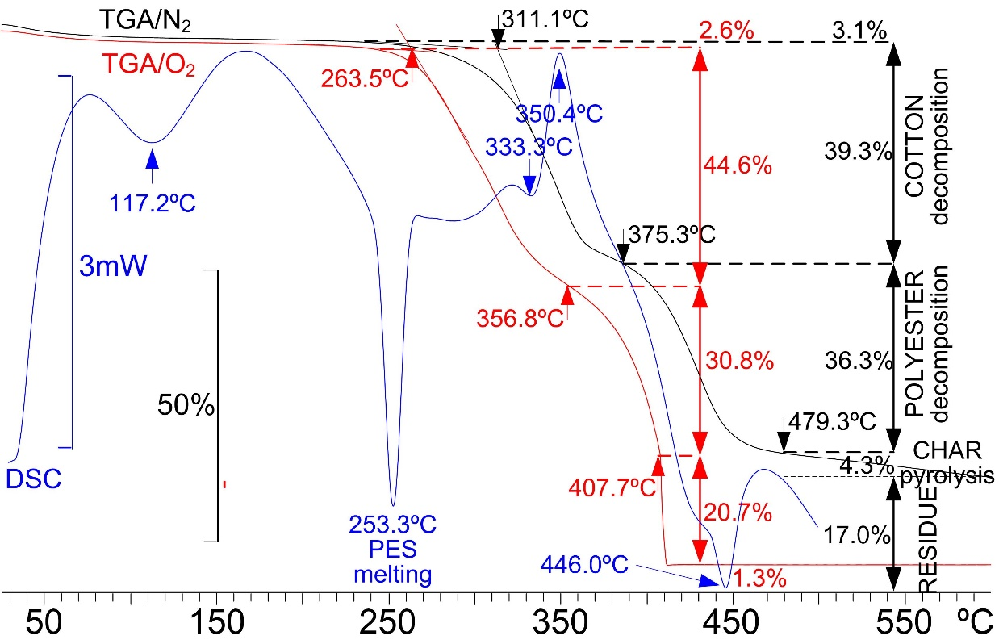 TGA/N2
TGA/O2
311.1ºC
2.6%
3.1%
263.5ºC
350.4ºC
333.3ºC
117.2ºC
44.6%
39.3%
COTTON
decomposition
3mW
375.3ºC
356.8ºC
30.8%
36.3%
POLYESTER
decomposition
50%
479.3ºC
CHAR
pyrolysis
4.3%
DSC
407.7ºC
20.7%
17.0%
RESIDUE
253.3ºC
PES
melting
446.0ºC
1.3%
50 150 250 350 450 550 ºC